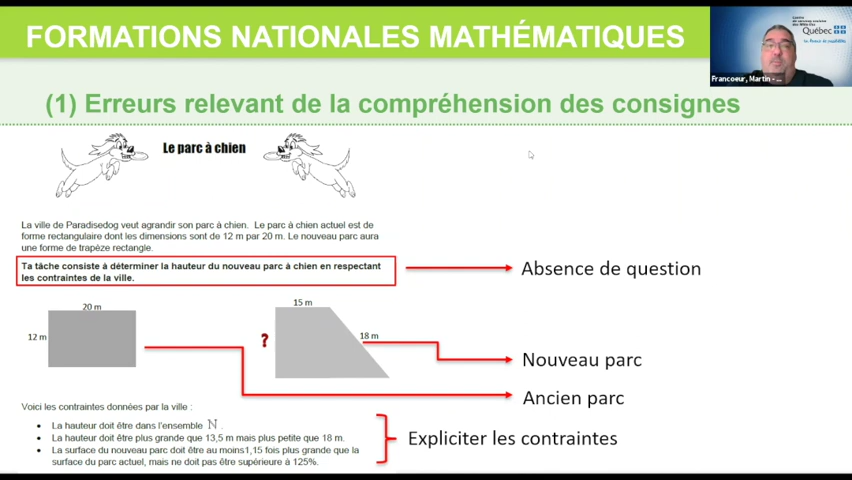 FORMATIONS NATIONALES MATHÉMATIQUES
Québec
Francoeur, Martin - ...
(1) Erreurs relevant de la compréhension des consignes
Le parc à chien
La ville de Paradisedog veut agrandir son parc à chien. Le parc à chien actuel est de
forme rectangulaire dont les dimensions sont de 12 m par 20 m. Le nouveau parc aura
une forme de trapèze rectangle.
Ta tâche consiste à déterminer la hauteur du nouveau parc à chien en respectant
les contraintes de la ville.
Absence de question
20 m
15 m
12 m
?
18 m
Nouveau parc
Ancien parc
Voici les contraintes données par la ville :
• La hauteur doit être dans l'ensemble N .
• La hauteur doit être plus grande que 13,5 m mais plus petite que 18 m.
• La surface du nouveau parc doit être au moins1,15 fois plus grande que la
surface du parc actuel, mais ne doit pas être supérieure à 125%.
Expliciter les contraintes